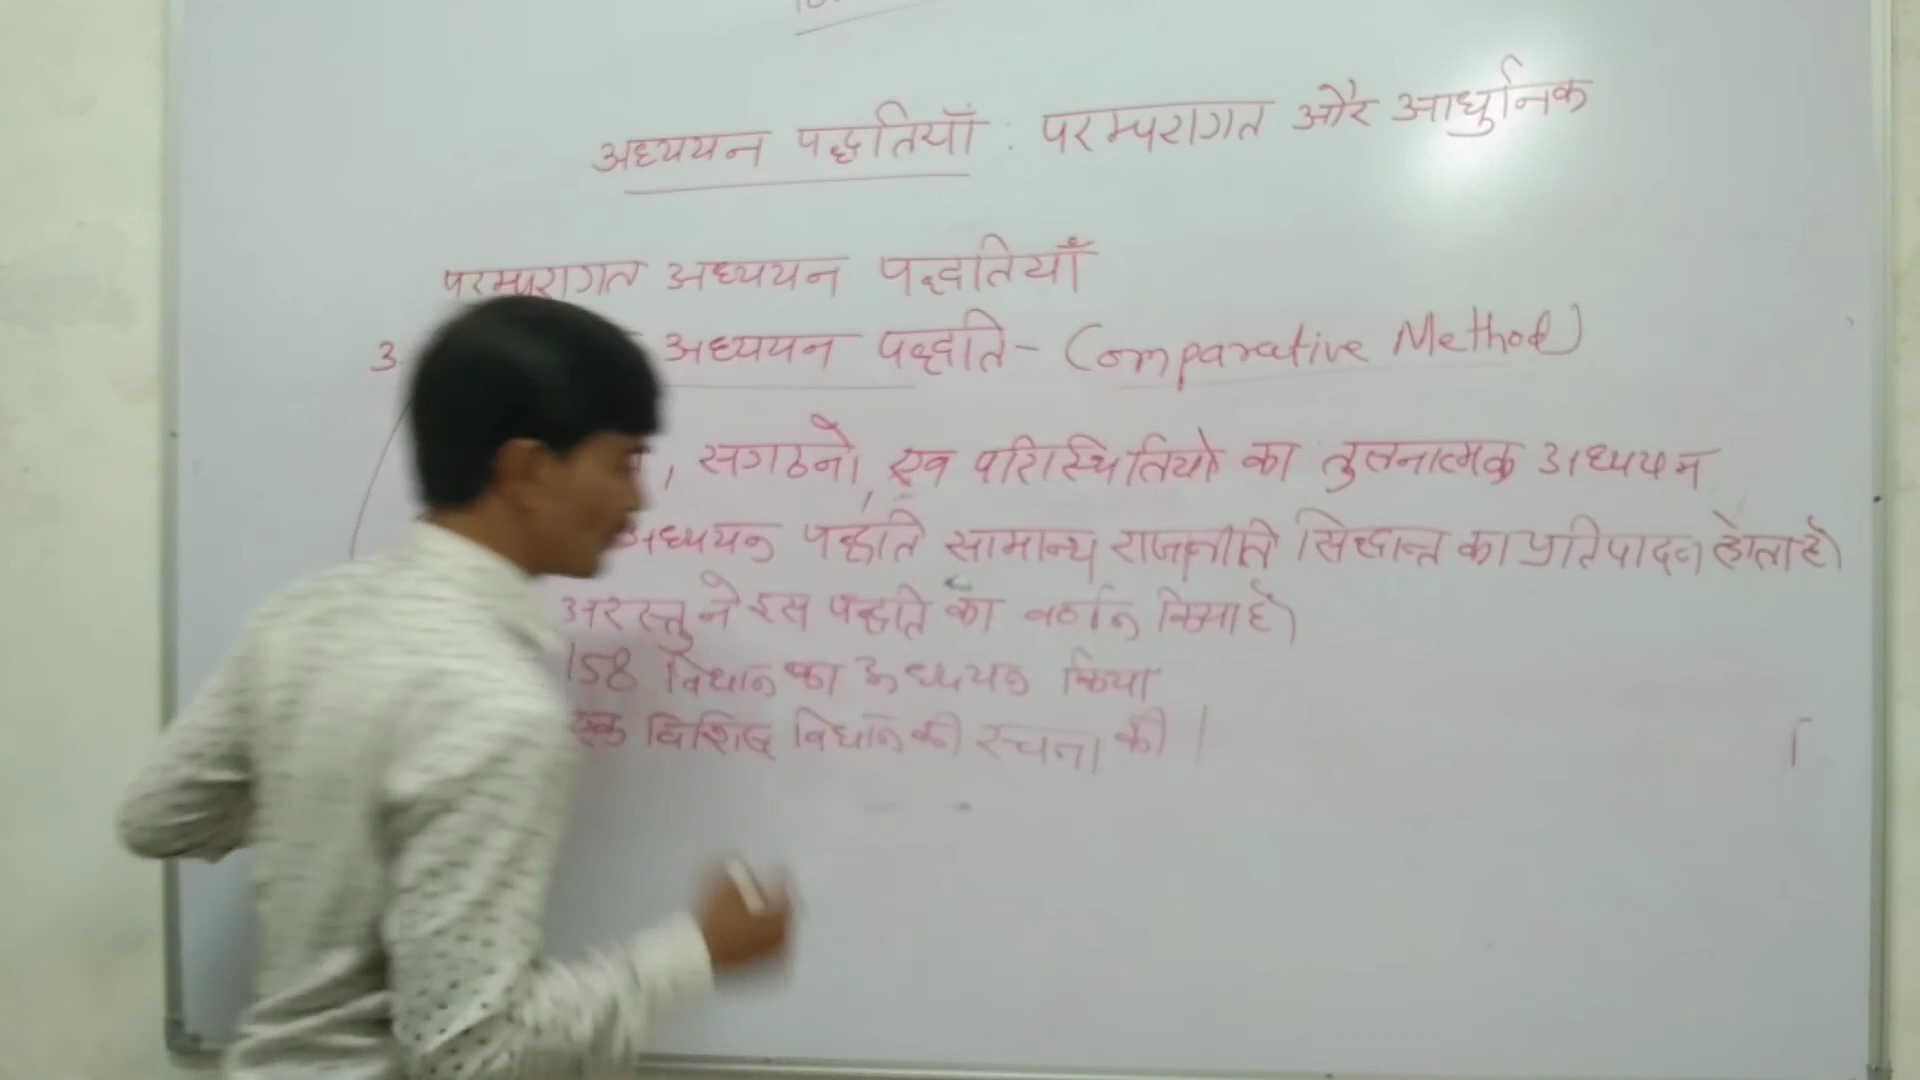 अध्ययन पद्धतियाँ : परम्परागत और आधुनिक
परम्परागत अध्ययन पद्धतियाँ
3. अध्ययन पद्धति - (Comparative Method)
, सगठनो, एव परिस्थितियो का तुलनात्मक अध्ययन
अध्ययन पद्धति सामान्य राजनीति सिद्धान्त का प्रतिपादन होता है।
अरस्तु ने इस पद्धति का वर्णन किया है।
158 विधान का अध्ययन किया
एक विशिष्ट विधान की रचना की।